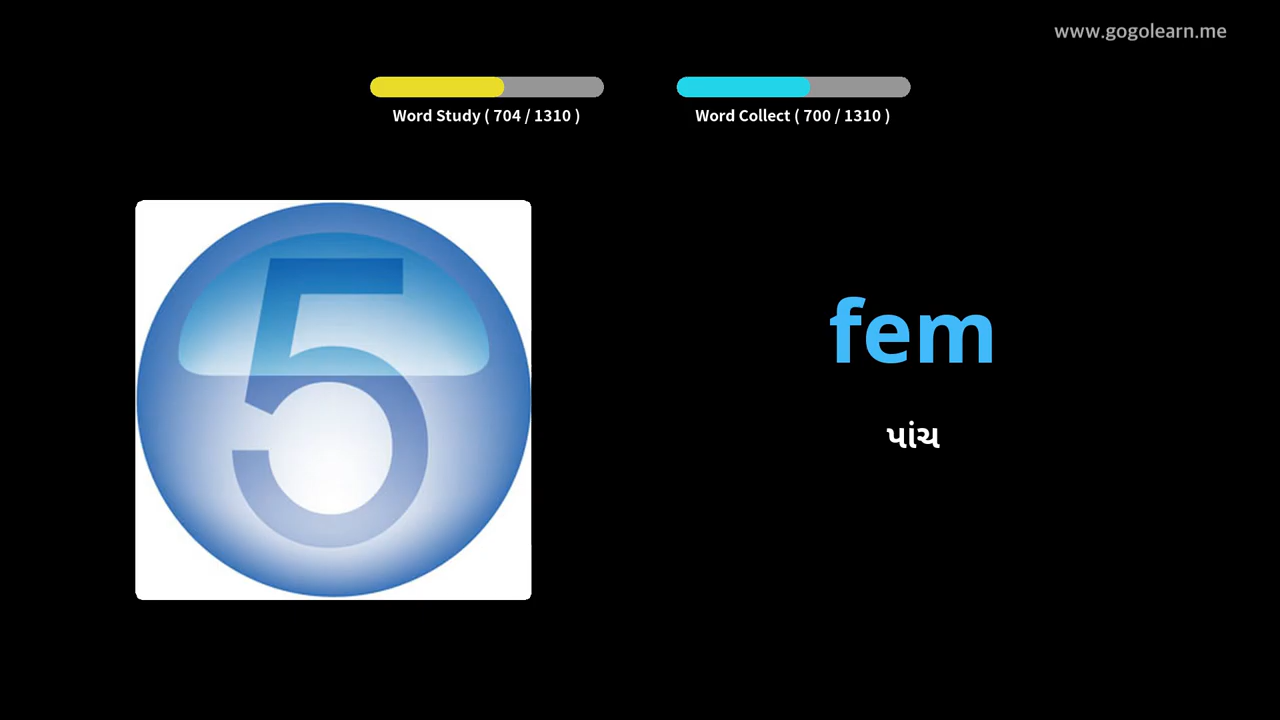 www.gogolearn.me
Word Study ( 704 / 1310 )
Word Collect ( 700 / 1310 )
5
fem
પાંચ